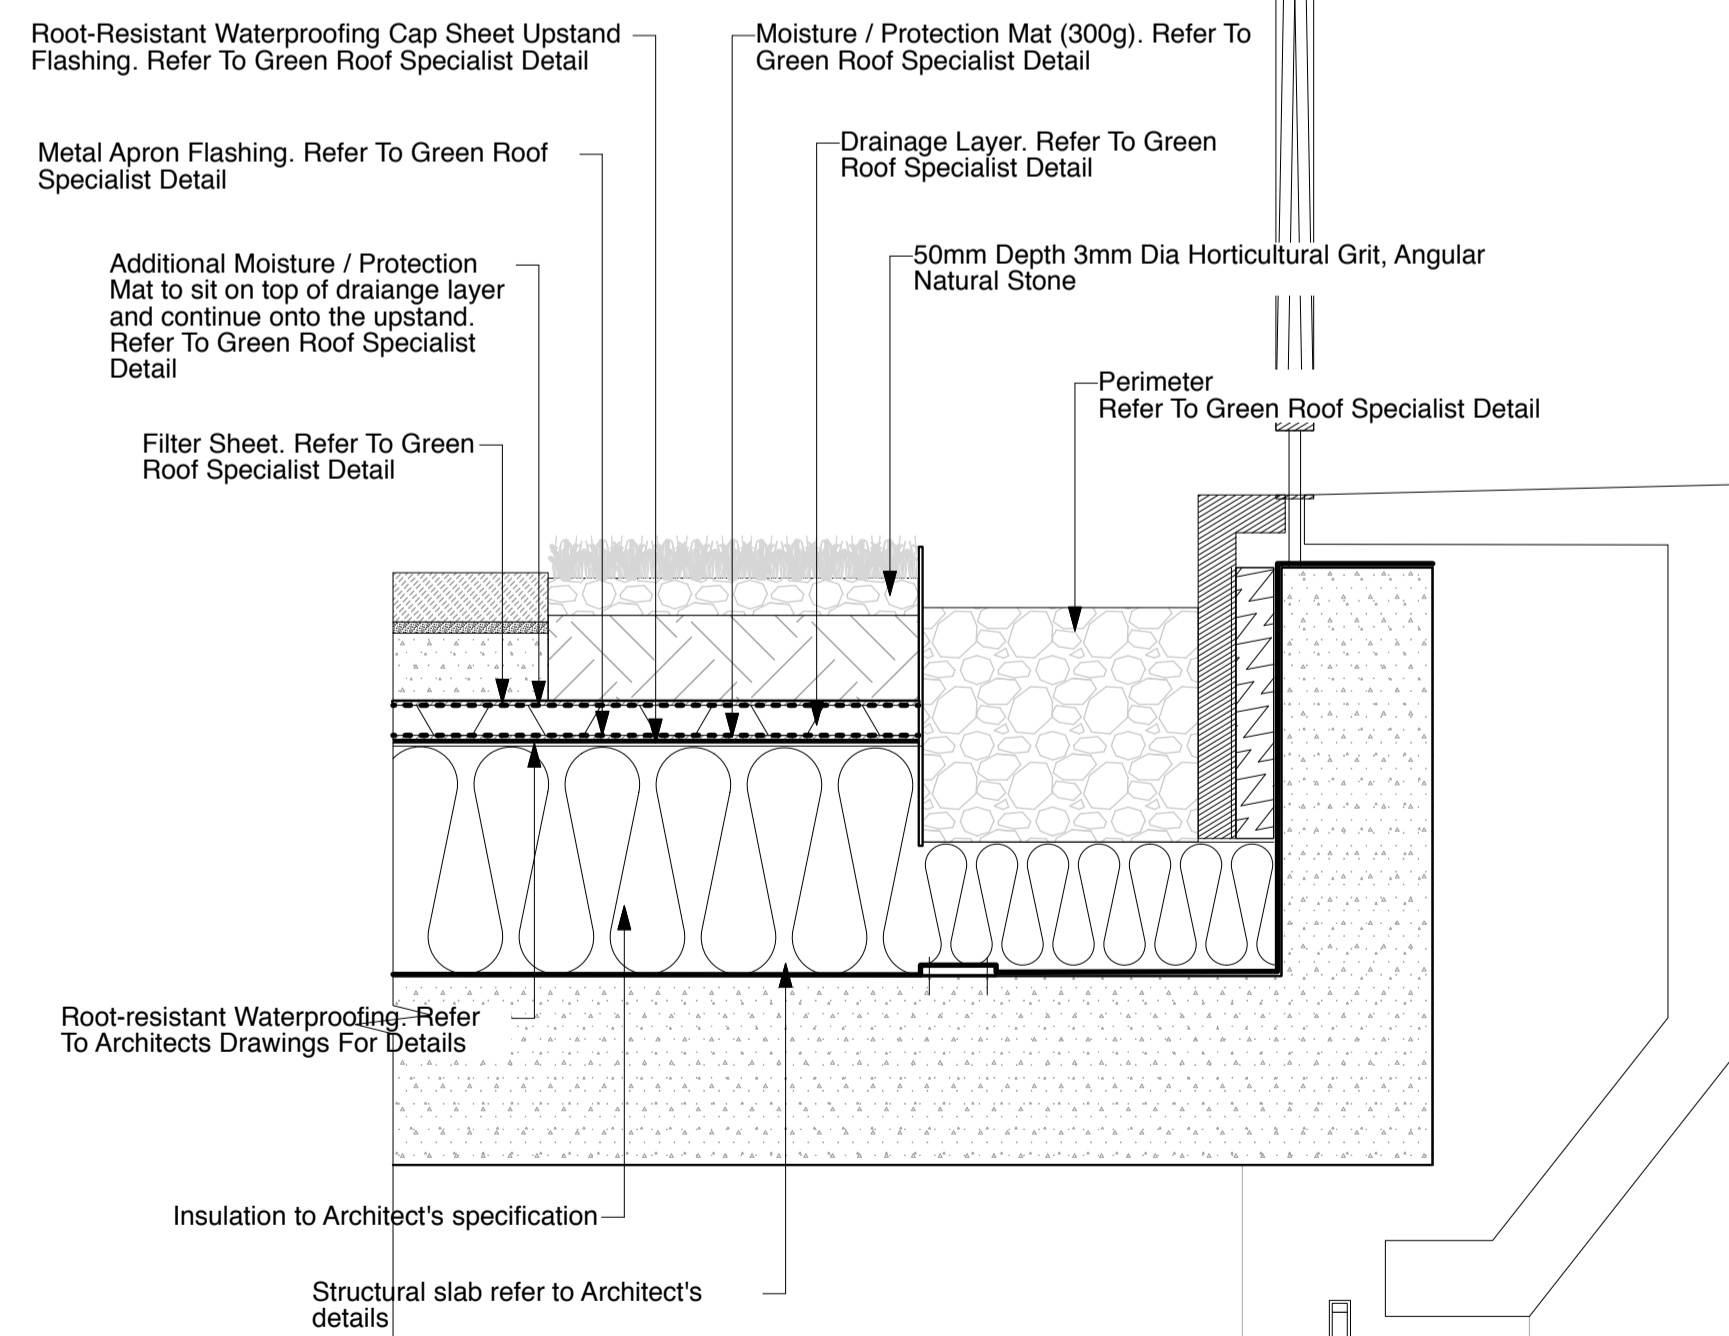 Root-Resistant Waterproofing Cap Sheet Upstand
Flashing. Refer To Green Roof Specialist Detail
Moisture / Protection Mat (300g). Refer To
Green Roof Specialist Detail
Metal Apron Flashing. Refer To Green Roof
Specialist Detail
Drainage Layer. Refer To Green
Roof Specialist Detail
Additional Moisture / Protection
Mat to sit on top of draiange layer
and continue onto the upstand.
Refer To Green Roof Specialist
Detail
50mm Depth 3mm Dia Horticultural Grit, Angular
Natural Stone
Perimeter
Refer To Green Roof Specialist Detail
Filter Sheet. Refer To Green
Roof Specialist Detail
Root-resistant Waterproofing. Refer
To Architects Drawings For Details
Insulation to Architect's specification
Structural slab refer to Architect's
details